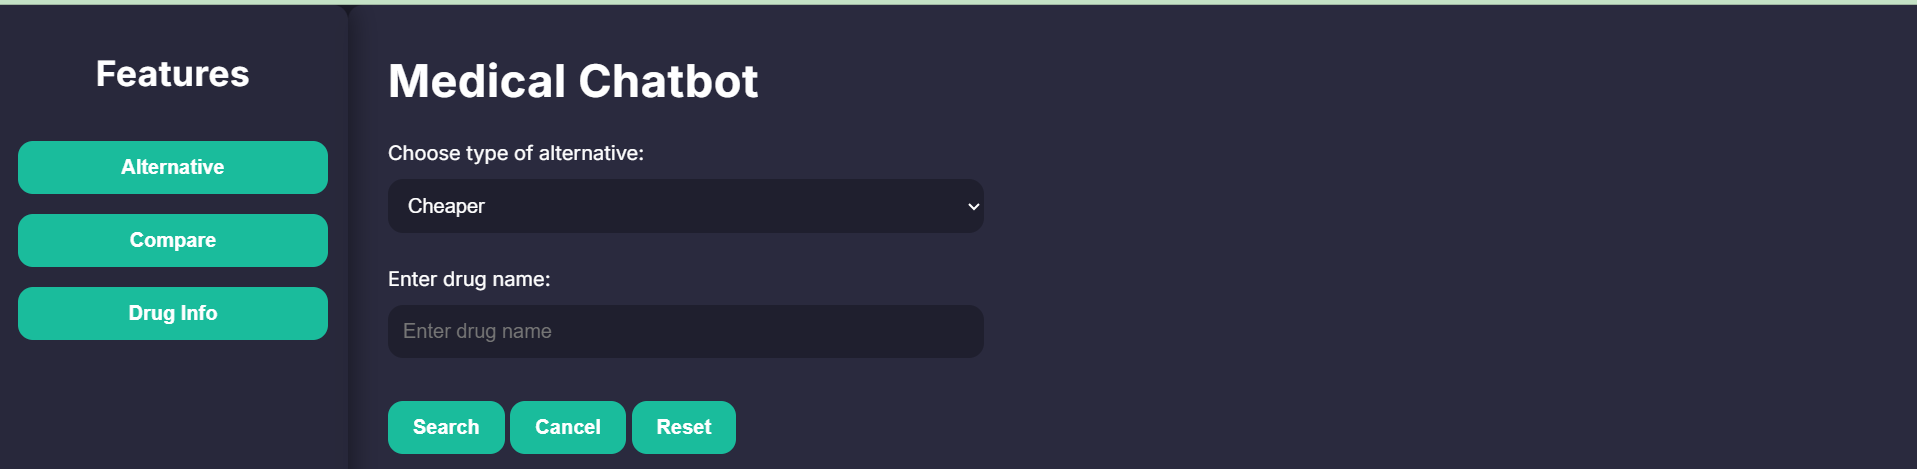 Features
Alternative
Compare
Drug Info
Medical Chatbot
Choose type of alternative:
Cheaper
Enter drug name:
Enter drug name
Search Cancel Reset